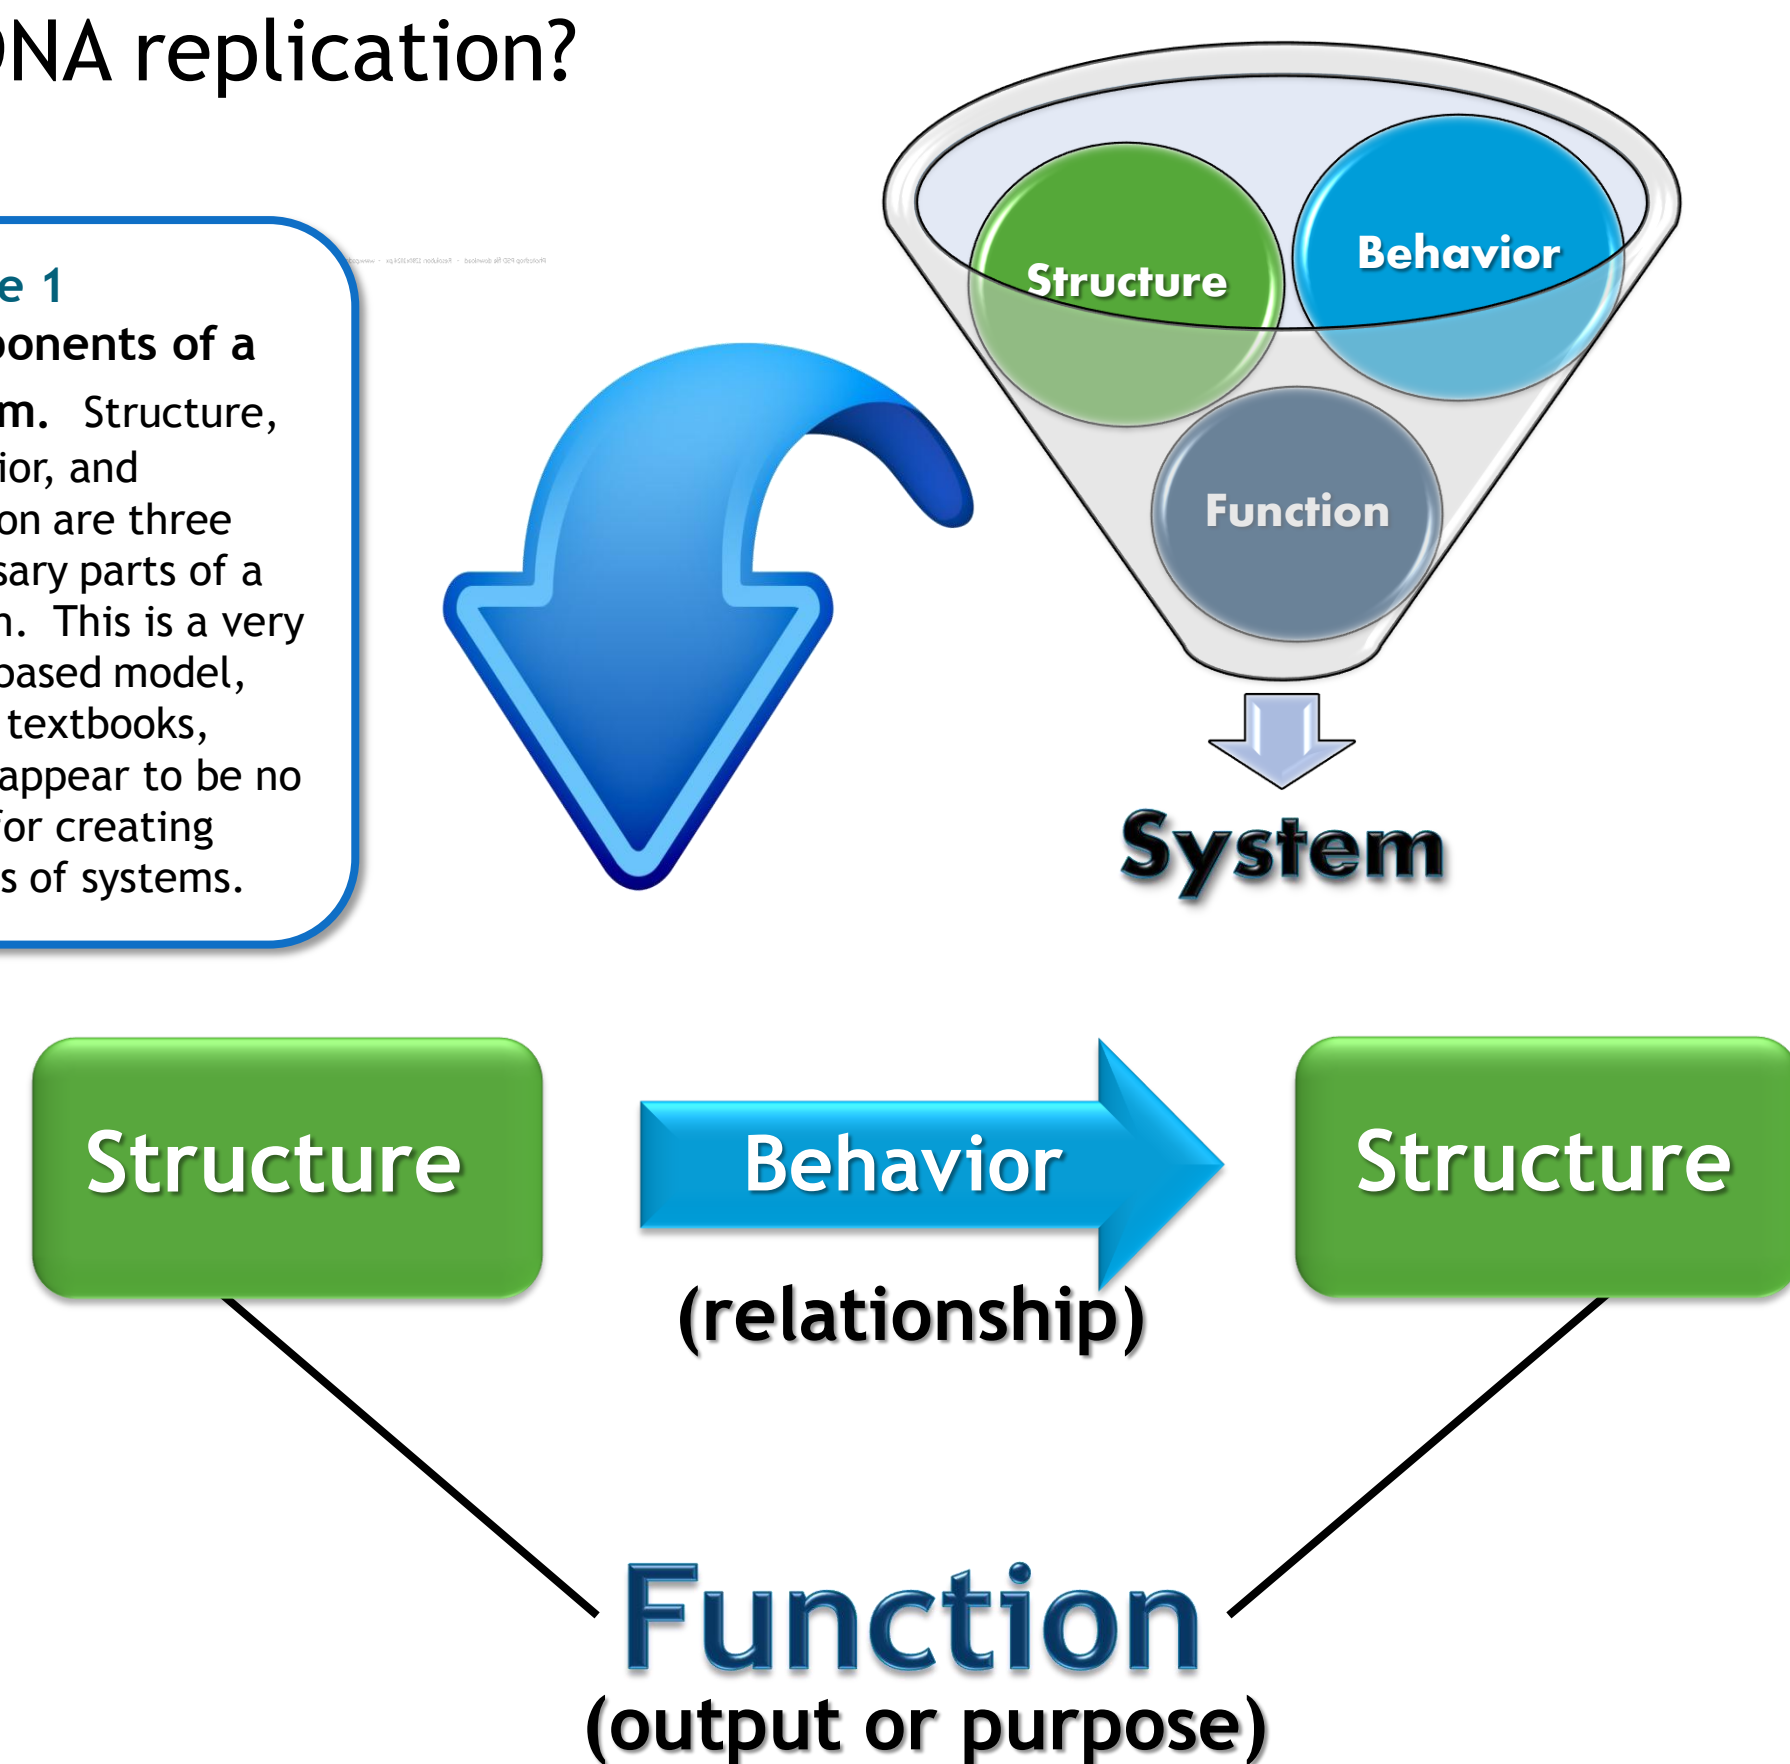 NA replication?
e 1
ponents of a
m. Structure,
ior, and
on are three
sary parts of a
n. This is a very
based model,
textbooks,
appear to be no
for creating
s of systems.
Structure
Behavior
Function
System
Structure
Behavior
Structure
(relationship)
Function
(output or purpose)